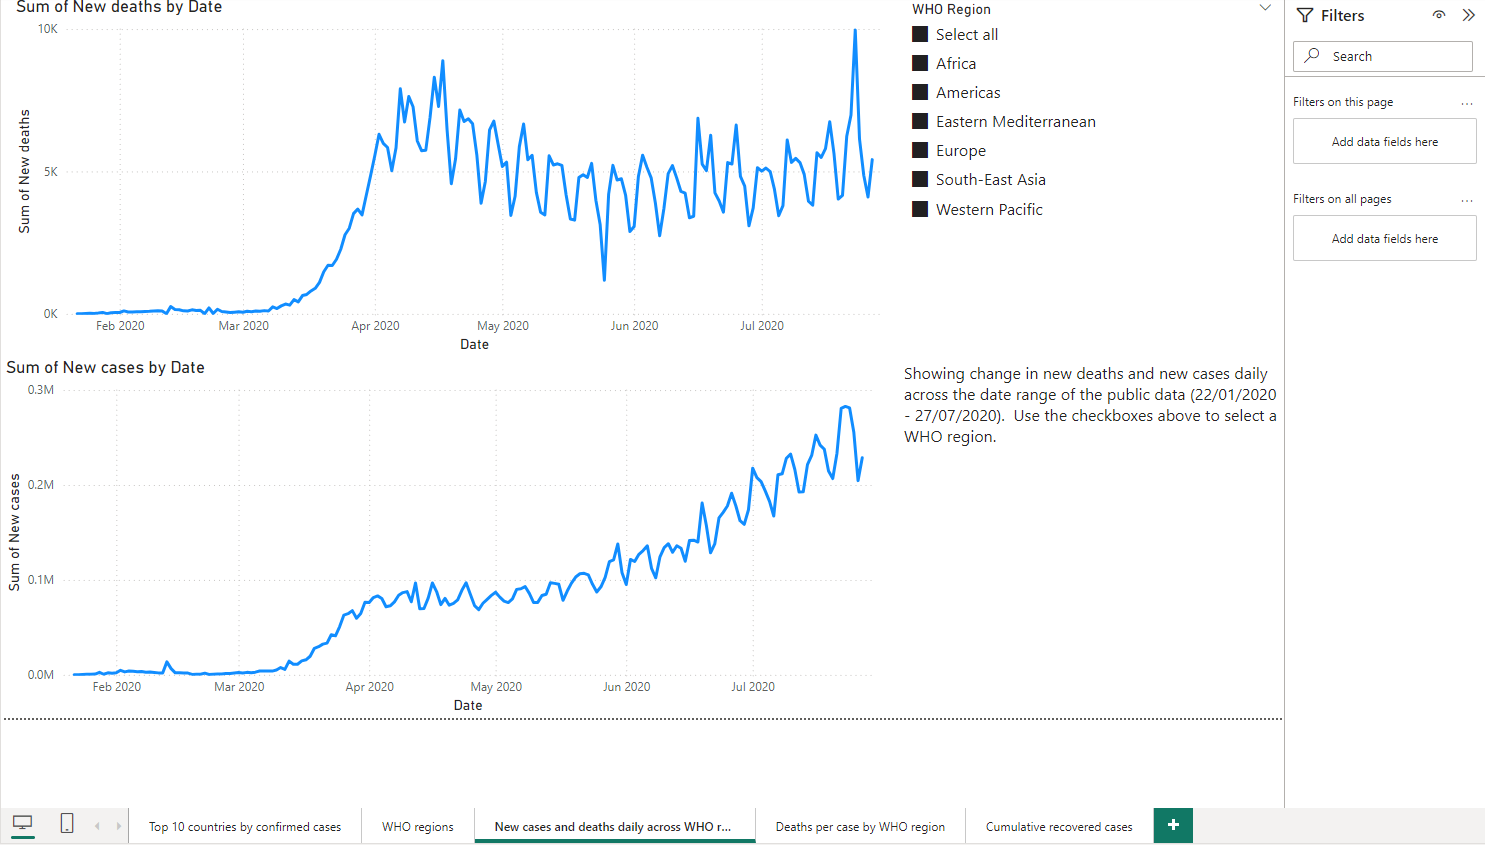 Sum of New deaths by Date
10K
5K
0K
Sum of New deaths
Feb 2020
Mar 2020
Apr 2020
May 2020
Jun 2020
Jul 2020
Date
WHO Region
Select all
Africa
Americas
Eastern Mediterranean
Europe
South-East Asia
Western Pacific
Sum of New cases by Date
0.3M
0.2M
0.1M
0.0M
Sum of New cases
Feb 2020
Mar 2020
Apr 2020
May 2020
Jun 2020
Jul 2020
Date
Showing change in new deaths and new cases daily
across the date range of the public data (22/01/2020
- 27/07/2020). Use the checkboxes above to select a
WHO region.
Filters
Search
Filters on this page
...
Add data fields here
Filters on all pages
...
Add data fields here
Top 10 countries by confirmed cases
WHO regions
New cases and deaths daily across WHO r...
Deaths per case by WHO region
Cumulative recovered cases
+